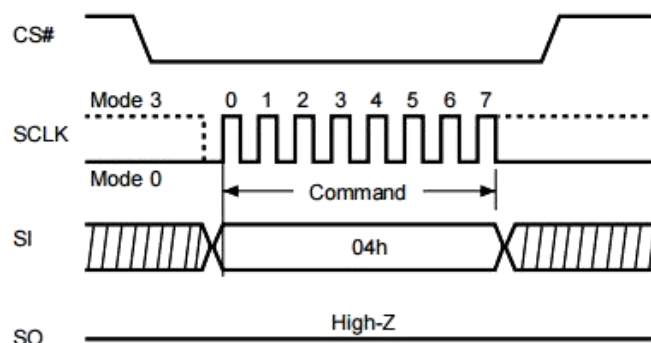 CS#
Mode 3 0 1 2 3 4 5 6 7
SCLK
Mode 0
Command
SI
04h
High-Z
SO